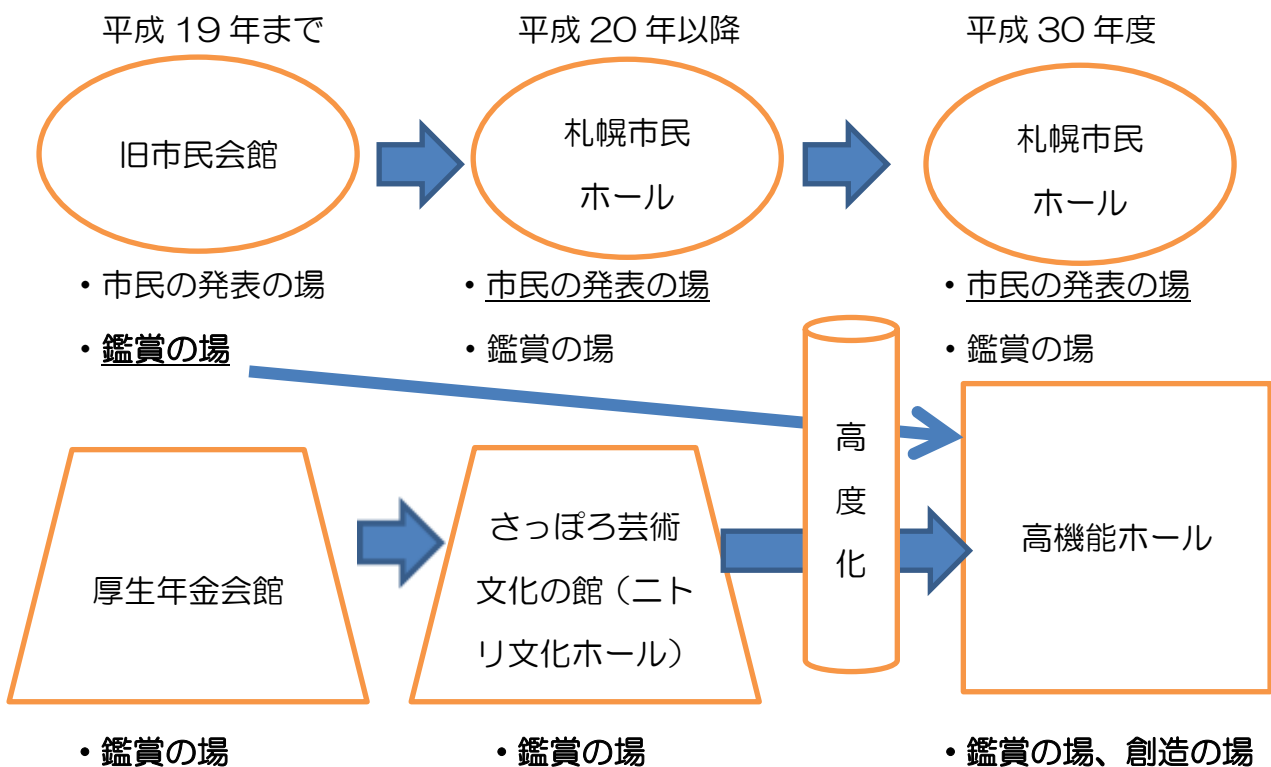 平成 19 年まで
平成 20 年以降
平成 30 年度
旧市民会館
札幌市民
ホール
札幌市民
ホール
・市民の発表の場
・鑑賞の場
・市民の発表の場
・鑑賞の場
・市民の発表の場
・鑑賞の場
高
度
化
厚生年金会館
さっぽろ芸術
文化の館（ニト
リ文化ホール）
高機能ホール
・鑑賞の場
・鑑賞の場
・鑑賞の場、創造の場